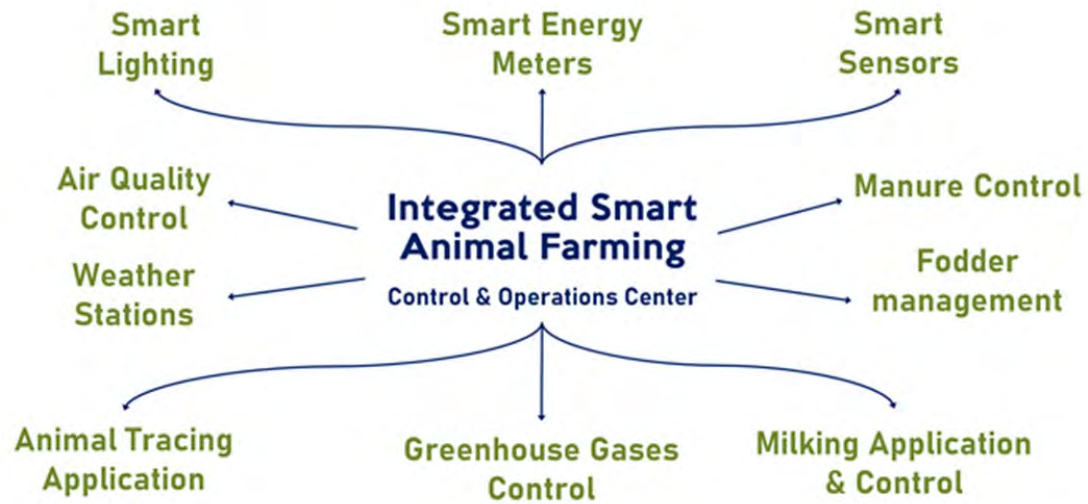 Smart
Lighting
Smart Energy
Meters
Smart
Sensors
Air Quality
Control
Manure Control
Integrated Smart
Animal Farming
Control & Operations Center
Weather
Stations
Fodder
management
Animal Tracing
Application
Greenhouse Gases
Control
Milking Application
& Control